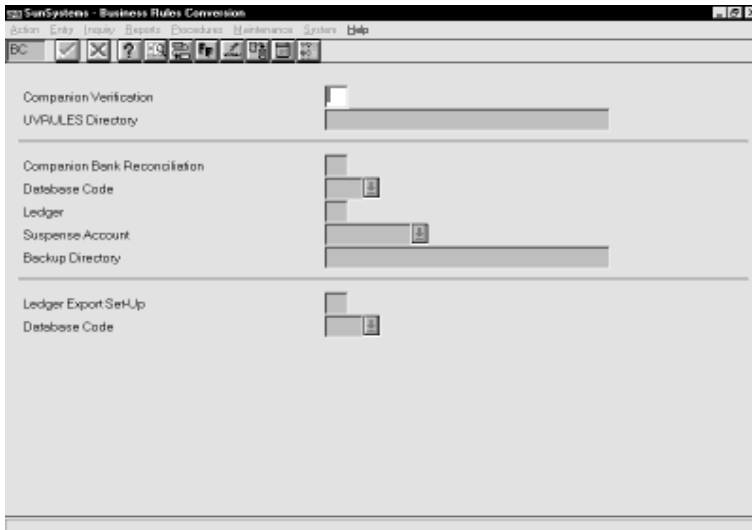 SunSystems - Business Rules Conversion
Action Entry Inquiry Reports Procedures Maintenance System Help
BC
Companion Verification
UVRULES Directory
Companion Bank Reconciliation
Database Code
Ledger
Suspense Account
Backup Directory
Ledger Export Set-Up
Database Code